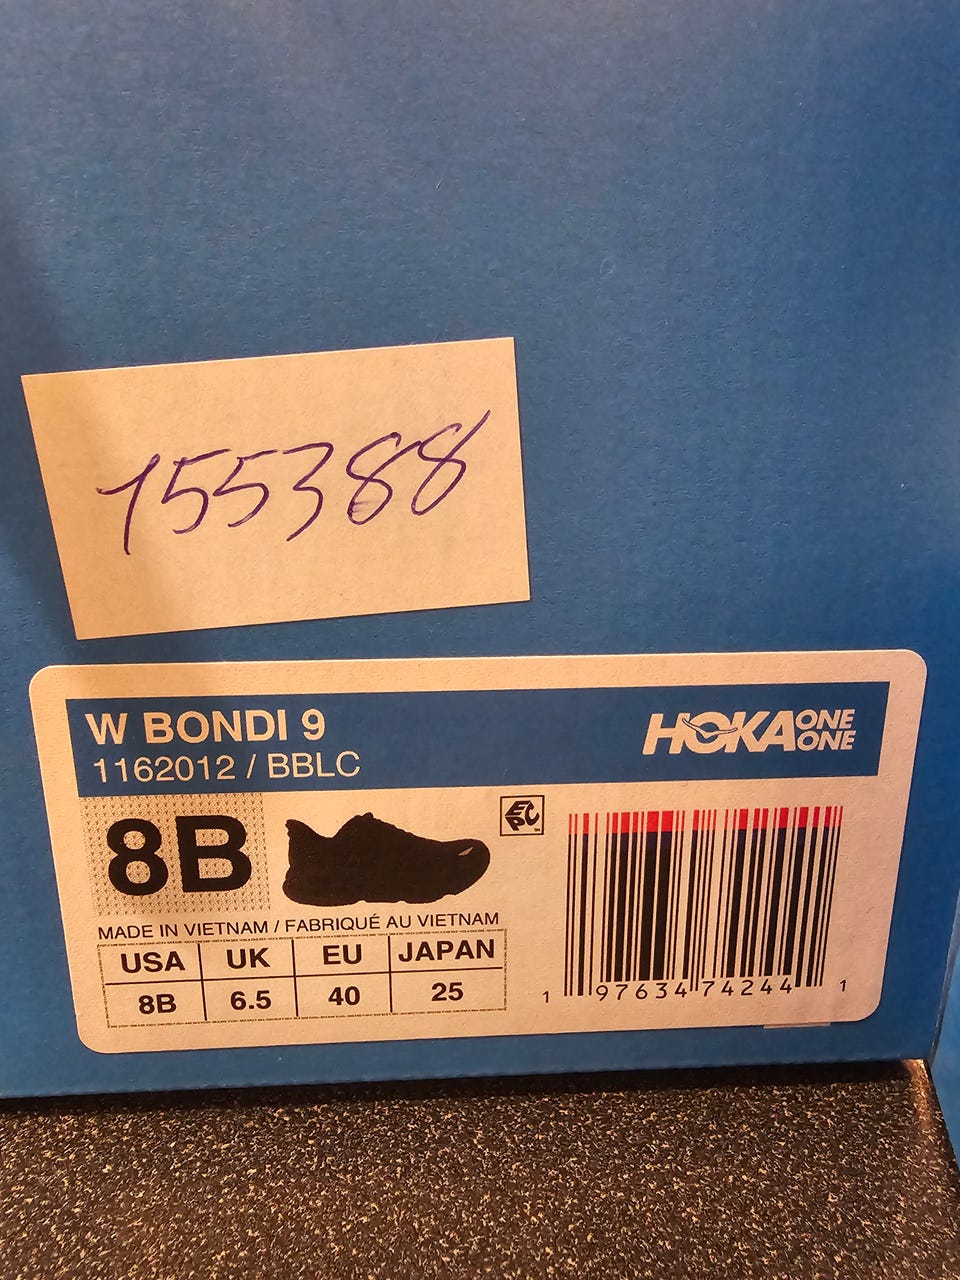 155388
W BONDI 9
1162012 / BBLC
HOKA ONE ONE
8B
EPC
MADE IN VIETNAM / FABRIQUÉ AU VIETNAM
USA UK EU JAPAN
8B 6.5 40 25
1 97634 74244 1